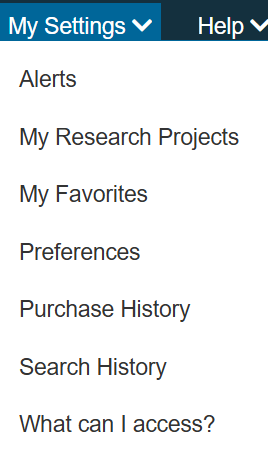 My Settings Help
Alerts
My Research Projects
My Favorites
Preferences
Purchase History
Search History
What can I access?